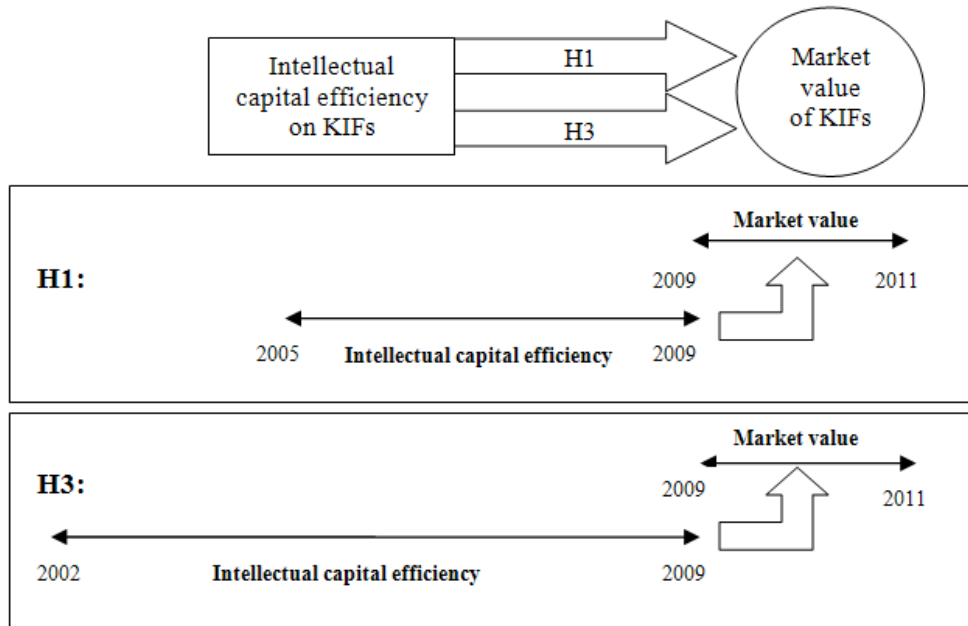 Intellectual
capital efficiency
on KIFs
H1
H3
Market
value
of KIFs
H1:
Market value
2009
2011
2005
Intellectual capital efficiency
2009
H3:
Market value
2009
2011
2002
Intellectual capital efficiency
2009